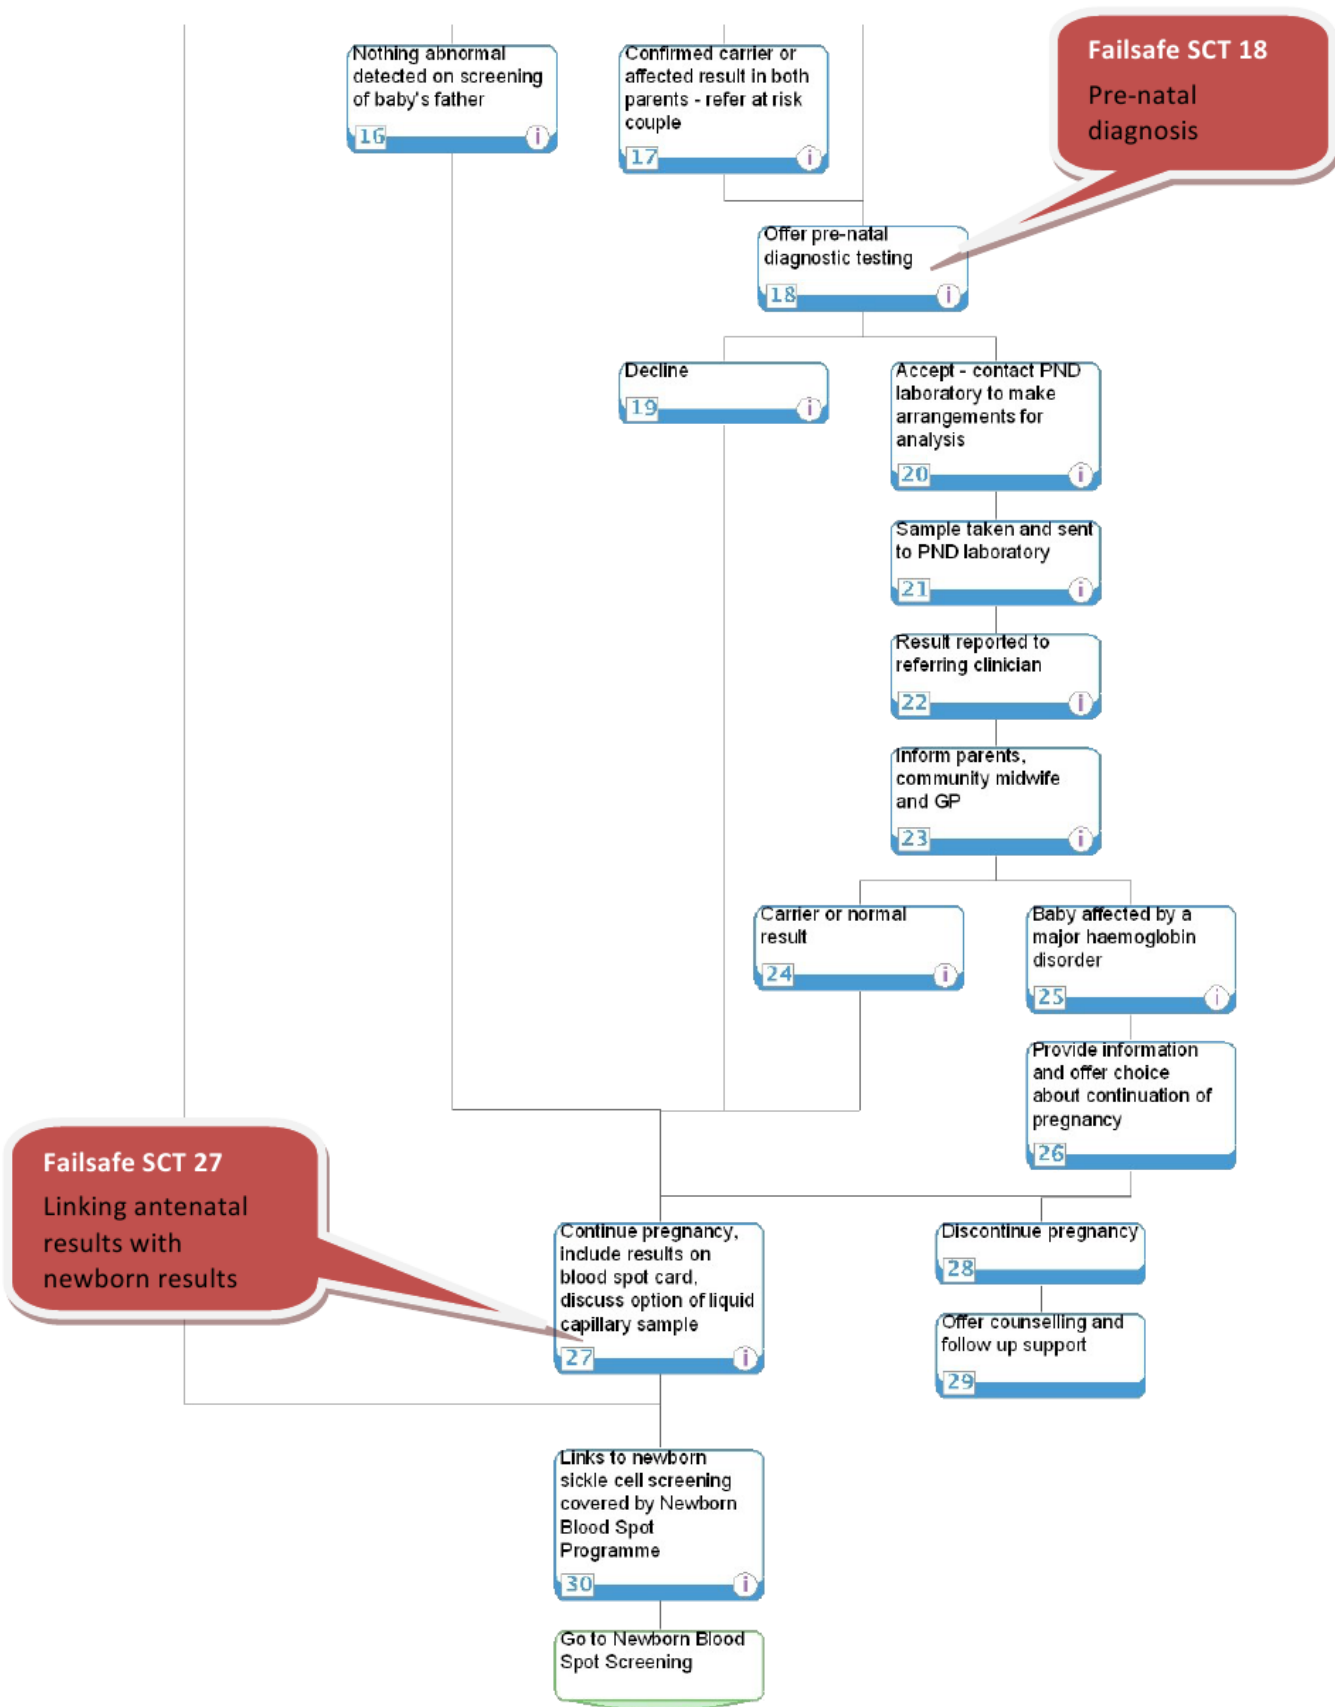 Nothing abnormal
detected on screening
of baby's father
16
i
Confirmed carrier or
affected result in both
parents - refer at risk
couple
17
i
Failsafe SCT 18
Pre-natal
diagnosis
Offer pre-natal
diagnostic testing
18
i
Decline
19
i
Accept - contact PND
laboratory to make
arrangements for
analysis
20
i
Sample taken and sent
to PND laboratory
21
i
Result reported to
referring clinician
22
i
Inform parents,
community midwife
and GP
23
i
Carrier or normal
result
24
i
Baby affected by a
major haemoglobin
disorder
25
i
Provide information
and offer choice
about continuation of
pregnancy
26
Failsafe SCT 27
Linking antenatal
results with
newborn results
Continue pregnancy,
include results on
blood spot card,
discuss option of liquid
capillary sample
27
i
Discontinue pregnancy
28
Offer counselling and
follow up support
29
Links to newborn
sickle cell screening
covered by Newborn
Blood Spot
Programme
30
i
Go to Newborn Blood
Spot Screening